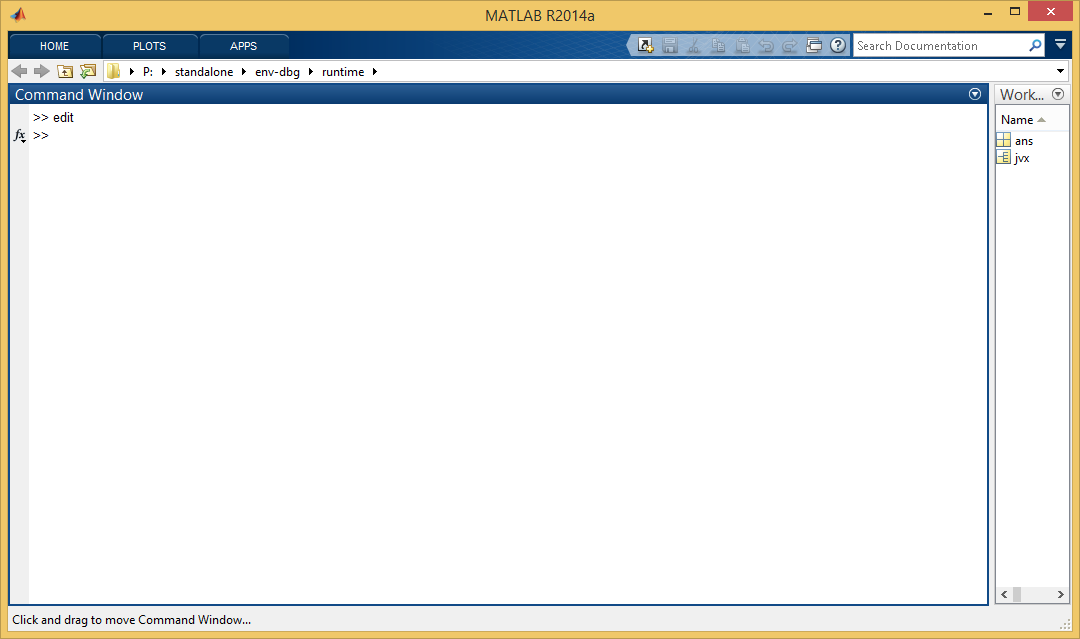 MATLAB R2014a
HOME PLOTS APPS Search Documentation
P: standalone env-dbg runtime
Command Window
Work...
>> edit
fx >>
Name
ans
jvx
Click and drag to move Command Window...